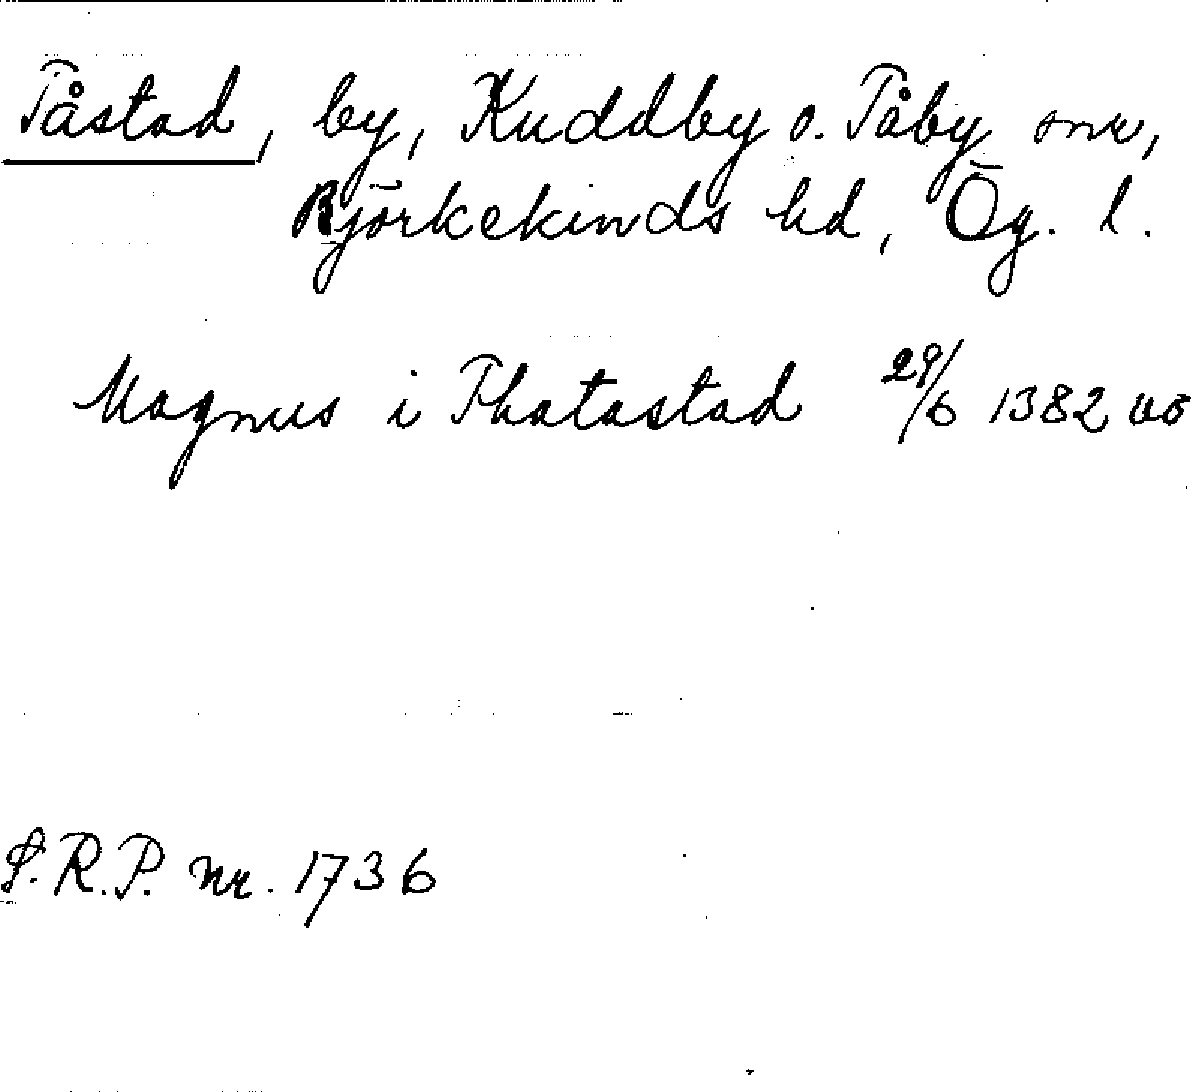 Tåstad, by, Kuddby o. Tåby snr,
Björkekinds hd, Ög. l.
Magnus i Thatastad 29/6 1382 uo
S.R.P. nr. 1736